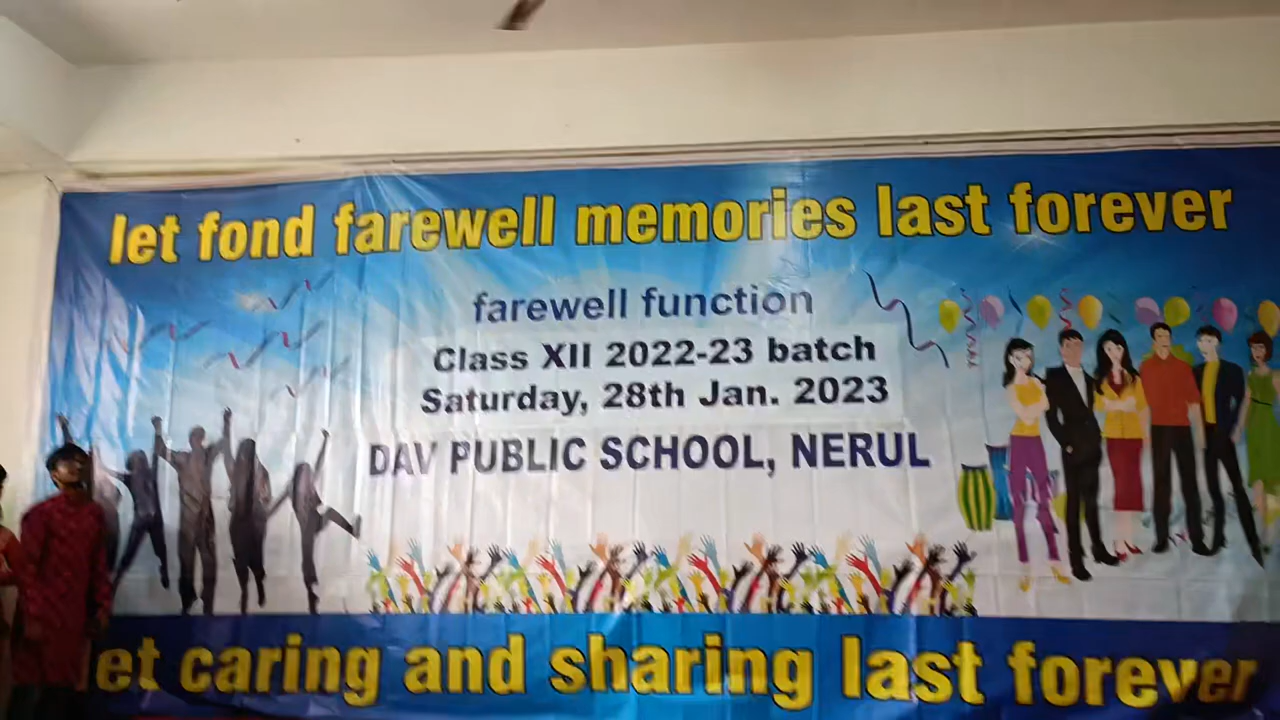 let fond farewell memories last forever
farewell function
Class XII 2022-23 batch
Saturday, 28th Jan. 2023
DAV PUBLIC SCHOOL, NERUL
et caring and sharing last forever